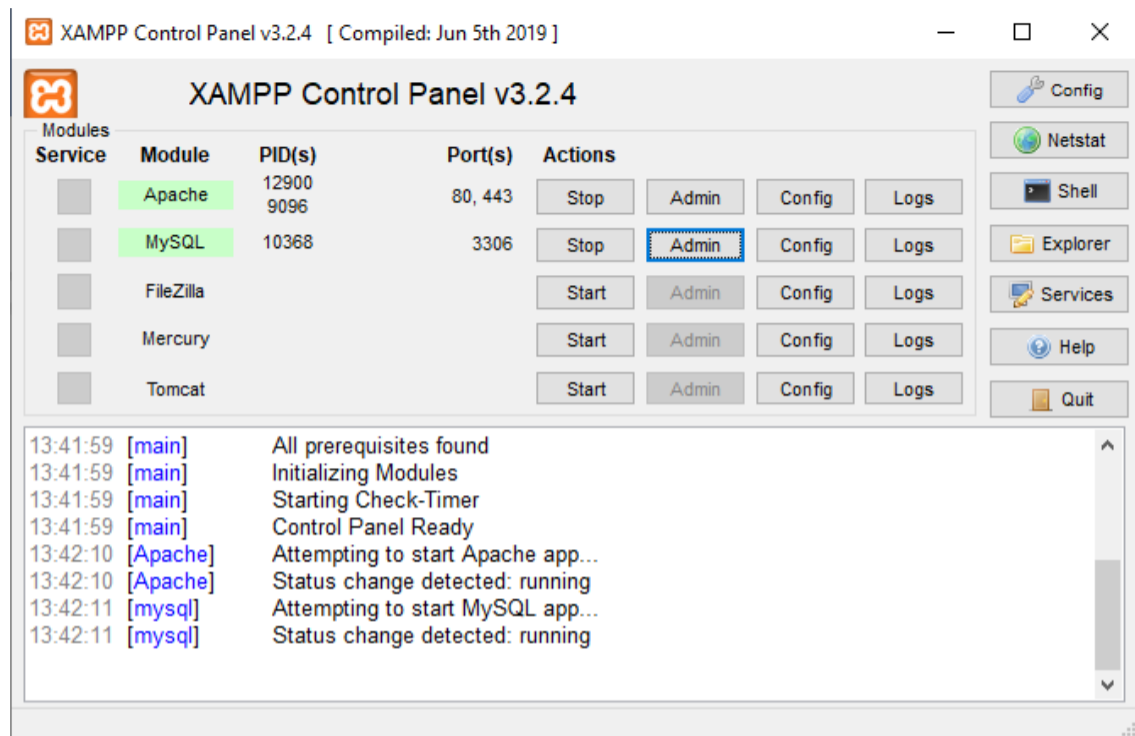 XAMPP Control Panel v3.2.4 [ Compiled: Jun 5th 2019 ]
XAMPP Control Panel v3.2.4
Config
Modules
Service Module PID(s) Port(s) Actions
Netstat
Apache 12900 9096 80, 443 Stop Admin Config Logs
Shell
MySQL 10368 3306 Stop Admin Config Logs
Explorer
FileZilla Start Admin Config Logs
Services
Mercury Start Admin Config Logs
Help
Tomcat Start Admin Config Logs
Quit
13:41:59 [main] All prerequisites found
13:41:59 [main] Initializing Modules
13:41:59 [main] Starting Check-Timer
13:41:59 [main] Control Panel Ready
13:42:10 [Apache] Attempting to start Apache app...
13:42:10 [Apache] Status change detected: running
13:42:11 [mysql] Attempting to start MySQL app...
13:42:11 [mysql] Status change detected: running